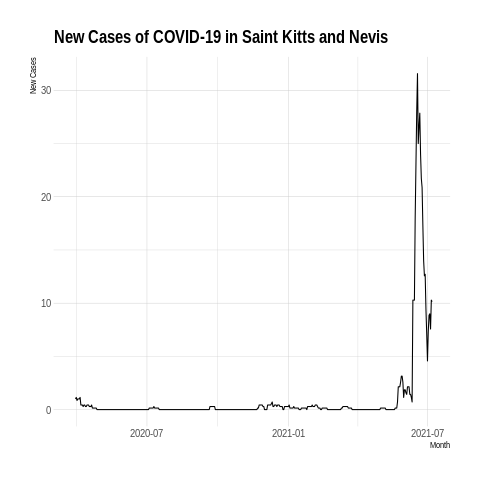 New Cases of COVID-19 in Saint Kitts and Nevis
New Cases
30
20
10
0
2020-07
2021-01
2021-07
Month